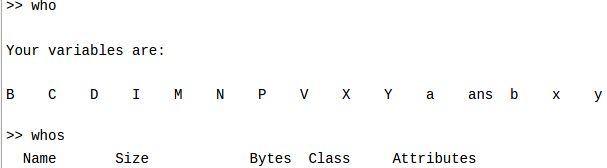 >> who
Your variables are:
B C D I M N P V X Y a ans b x y
>> whos
Name Size Bytes Class Attributes